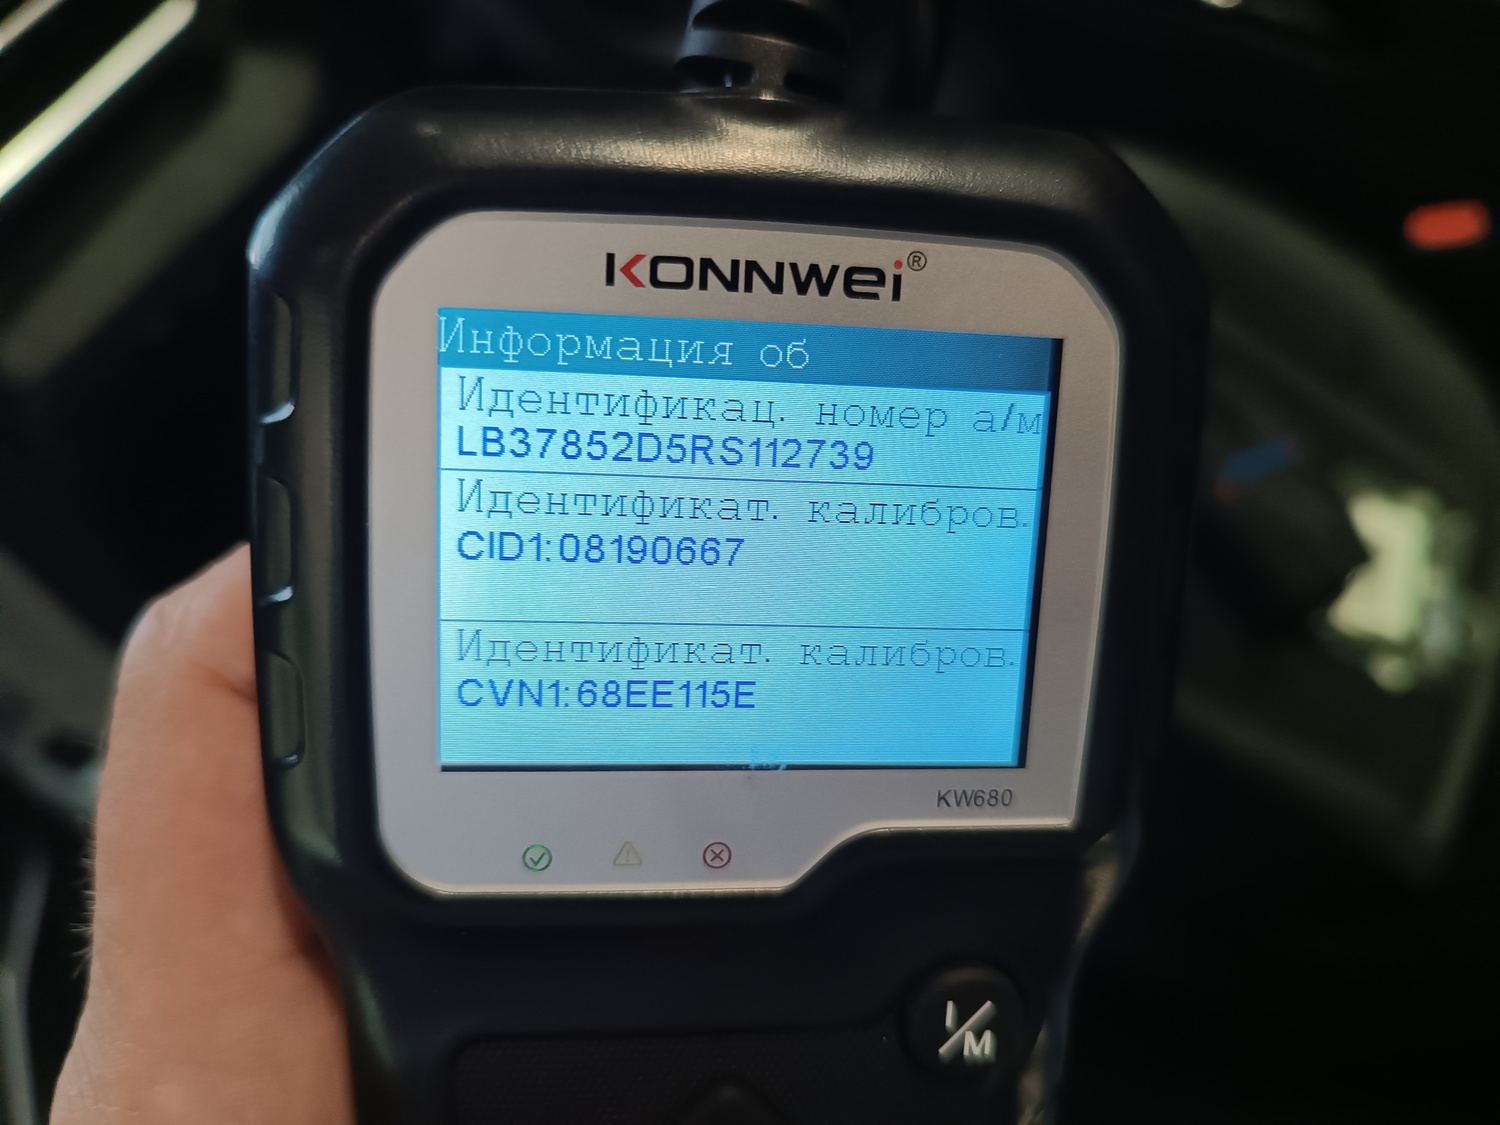 KONNWEI®
Информация об
Идентификац. номер а/м
LB37852D5RS112739
Идентификат. калибров.
CID1:08190667
Идентификат. калибров.
CVN1:68EE115E
KW680
I/M